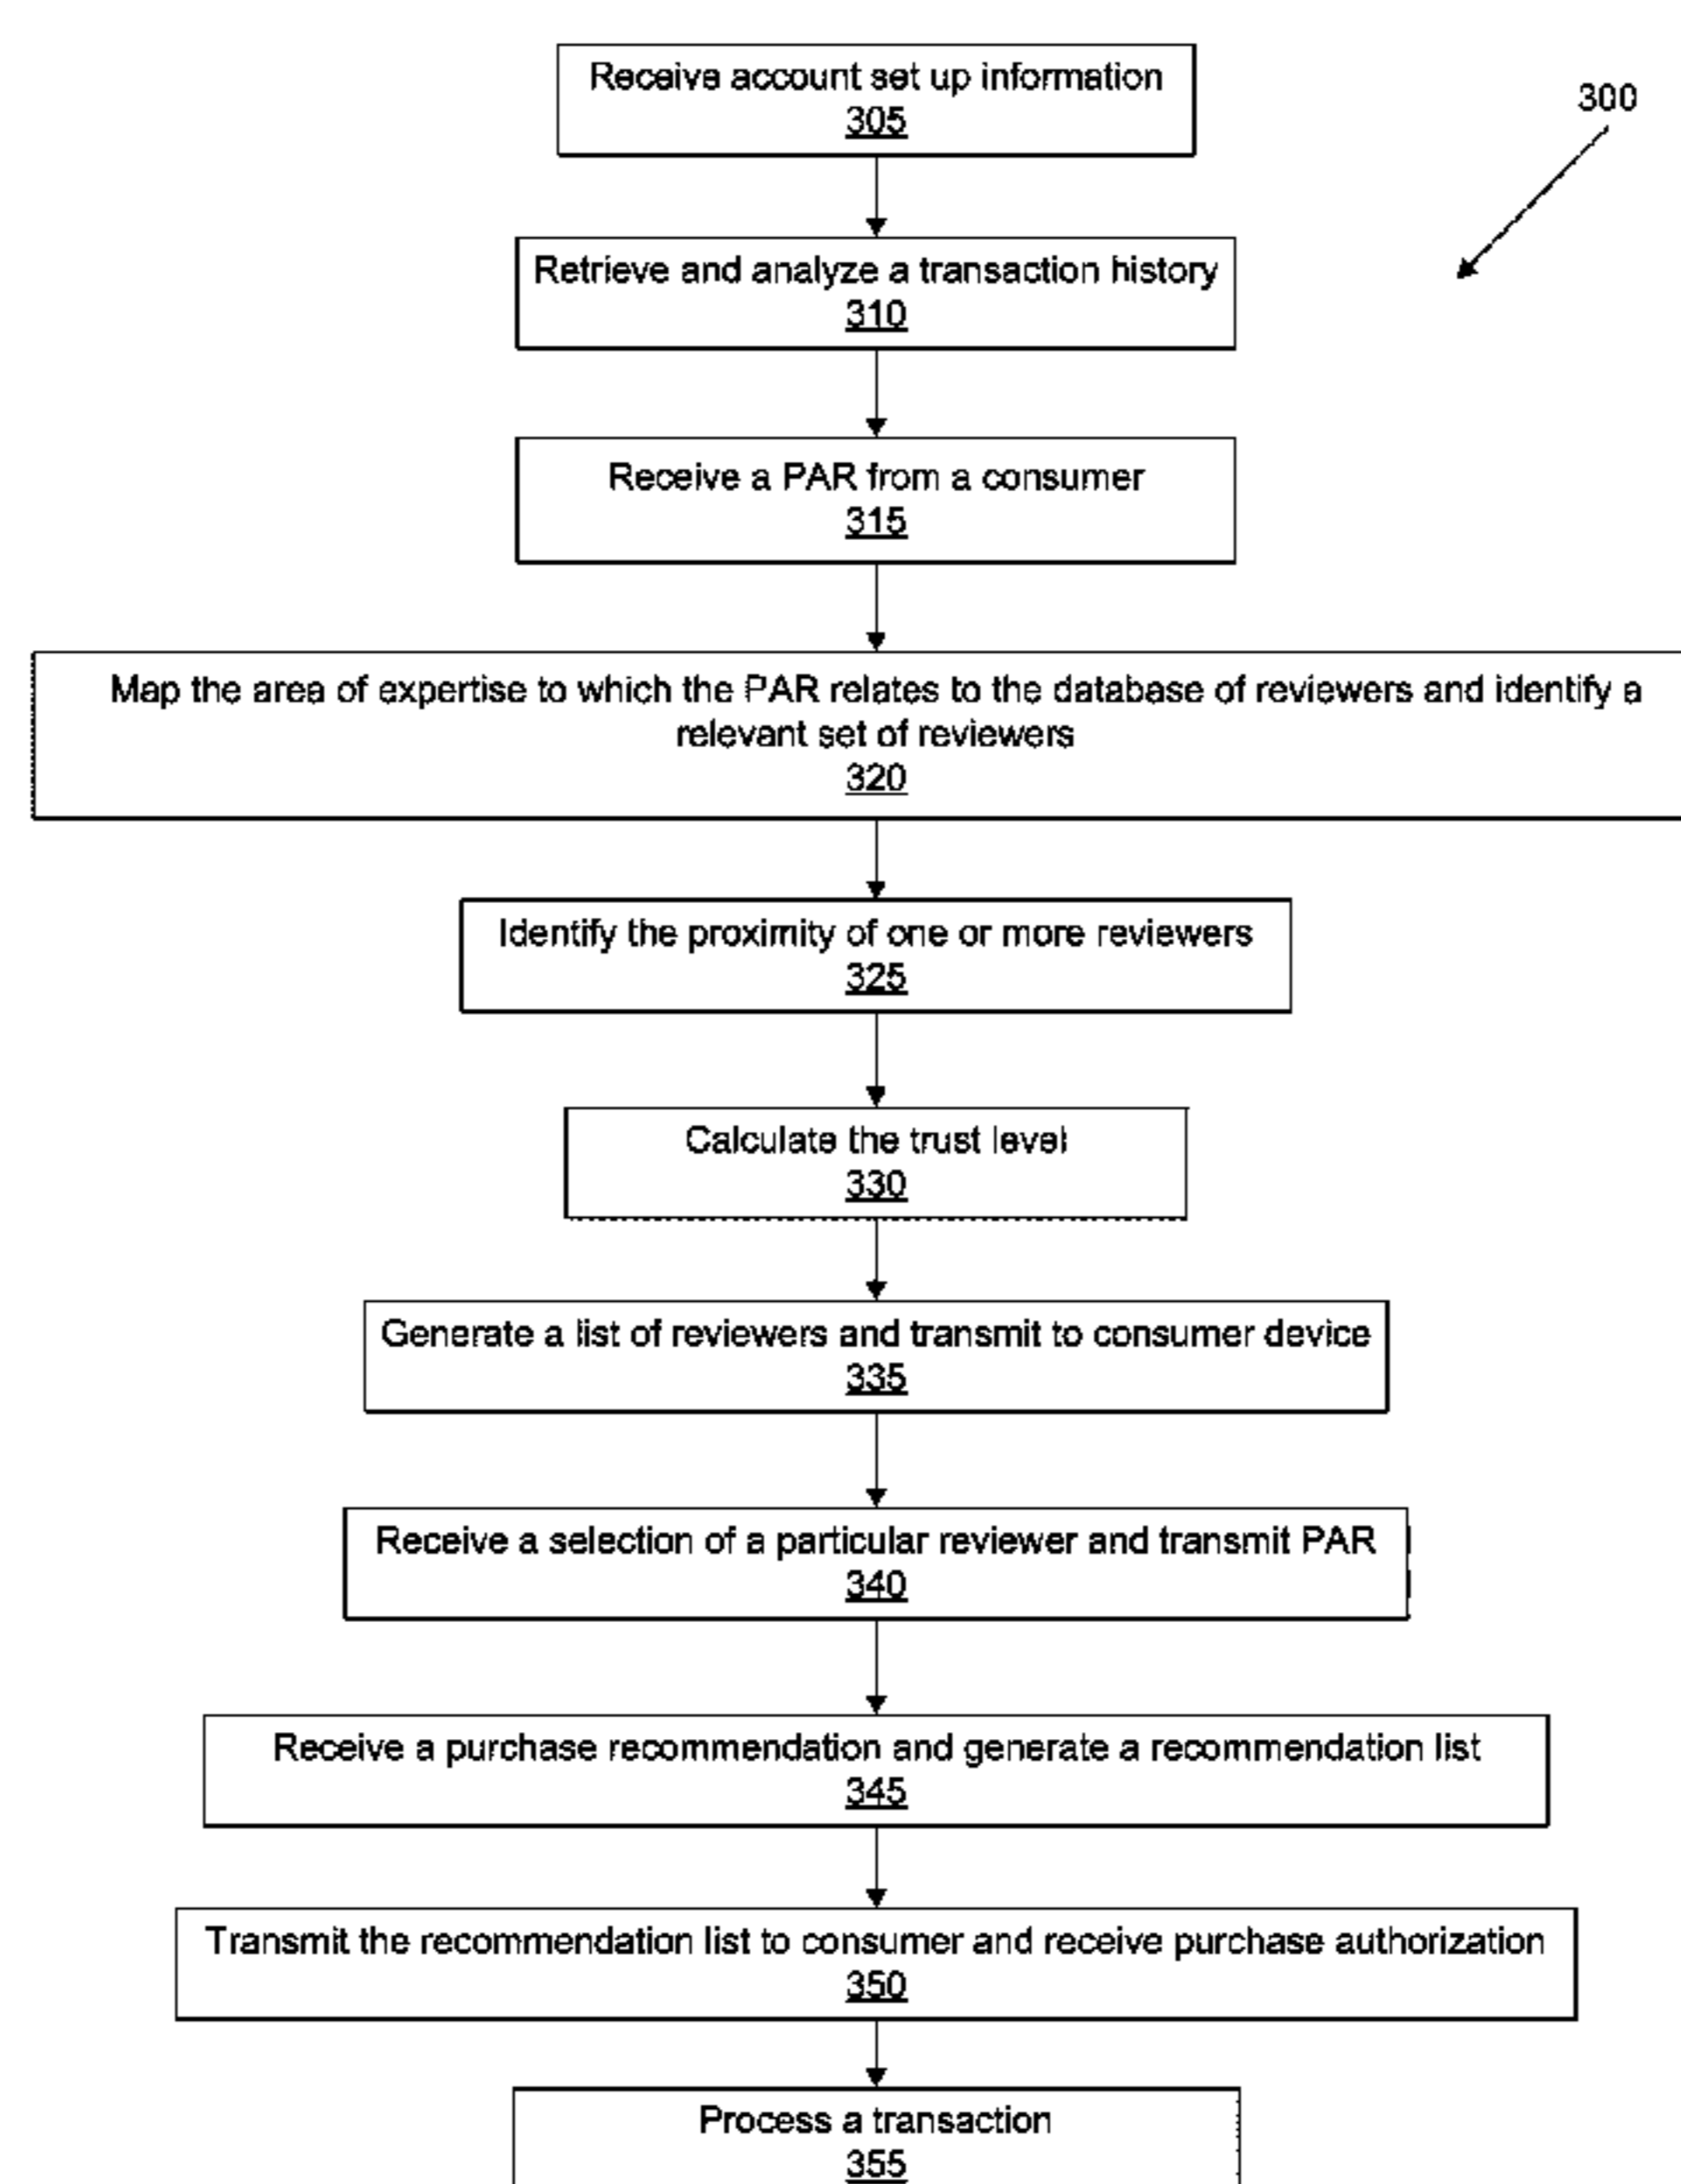 Receive account set up information
305
300
Retrieve and analyze a transaction history
310
Receive a PAR from a consumer
315
Map the area of expertise to which the PAR relates to the database of reviewers and identify a
relevant set of reviewers
320
Identify the proximity of one or more reviewers
325
Calculate the trust level
330
Generate a list of reviewers and transmit to consumer device
335
Receive a selection of a particular reviewer and transmit PAR
340
Receive a purchase recommendation and generate a recommendation list
345
Transmit the recommendation list to consumer and receive purchase authorization
350
Process a transaction
355